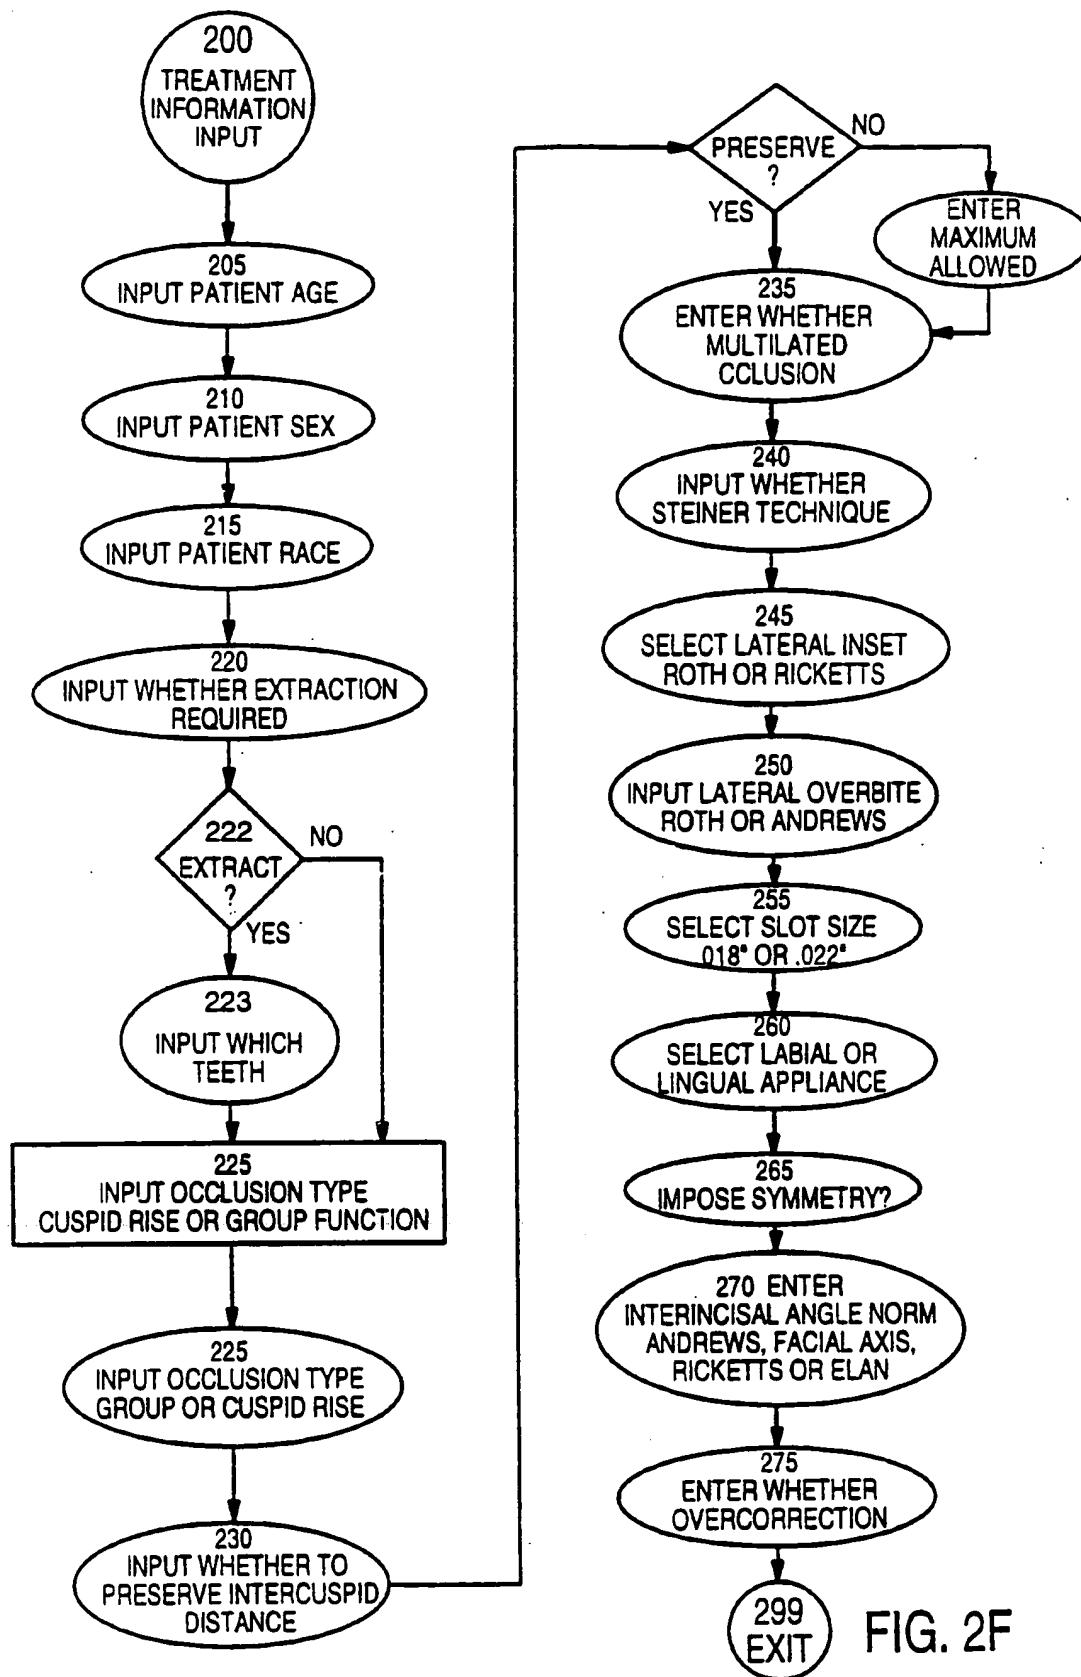 200
TREATMENT
INFORMATION
INPUT
205
INPUT PATIENT AGE
210
INPUT PATIENT SEX
215
INPUT PATIENT RACE
220
INPUT WHETHER EXTRACTION
REQUIRED
222
EXTRACT
?
NO
YES
223
INPUT WHICH
TEETH
225
INPUT OCCLUSION TYPE
CUSPID RISE OR GROUP FUNCTION
225
INPUT OCCLUSION TYPE
GROUP OR CUSPID RISE
230
INPUT WHETHER TO
PRESERVE INTERCUSPID
DISTANCE
PRESERVE
?
NO
YES
ENTER
MAXIMUM
ALLOWED
235
ENTER WHETHER
MULTILATED
CCLUSION
240
INPUT WHETHER
STEINER TECHNIQUE
245
SELECT LATERAL INSET
ROTH OR RICKETTS
250
INPUT LATERAL OVERBITE
ROTH OR ANDREWS
255
SELECT SLOT SIZE
.018" OR .022"
260
SELECT LABIAL OR
LINGUAL APPLIANCE
265
IMPOSE SYMMETRY?
270 ENTER
INTERINCISAL ANGLE NORM
ANDREWS, FACIAL AXIS,
RICKETTS OR ELAN
275
ENTER WHETHER
OVERCORRECTION
299
EXIT
FIG. 2F